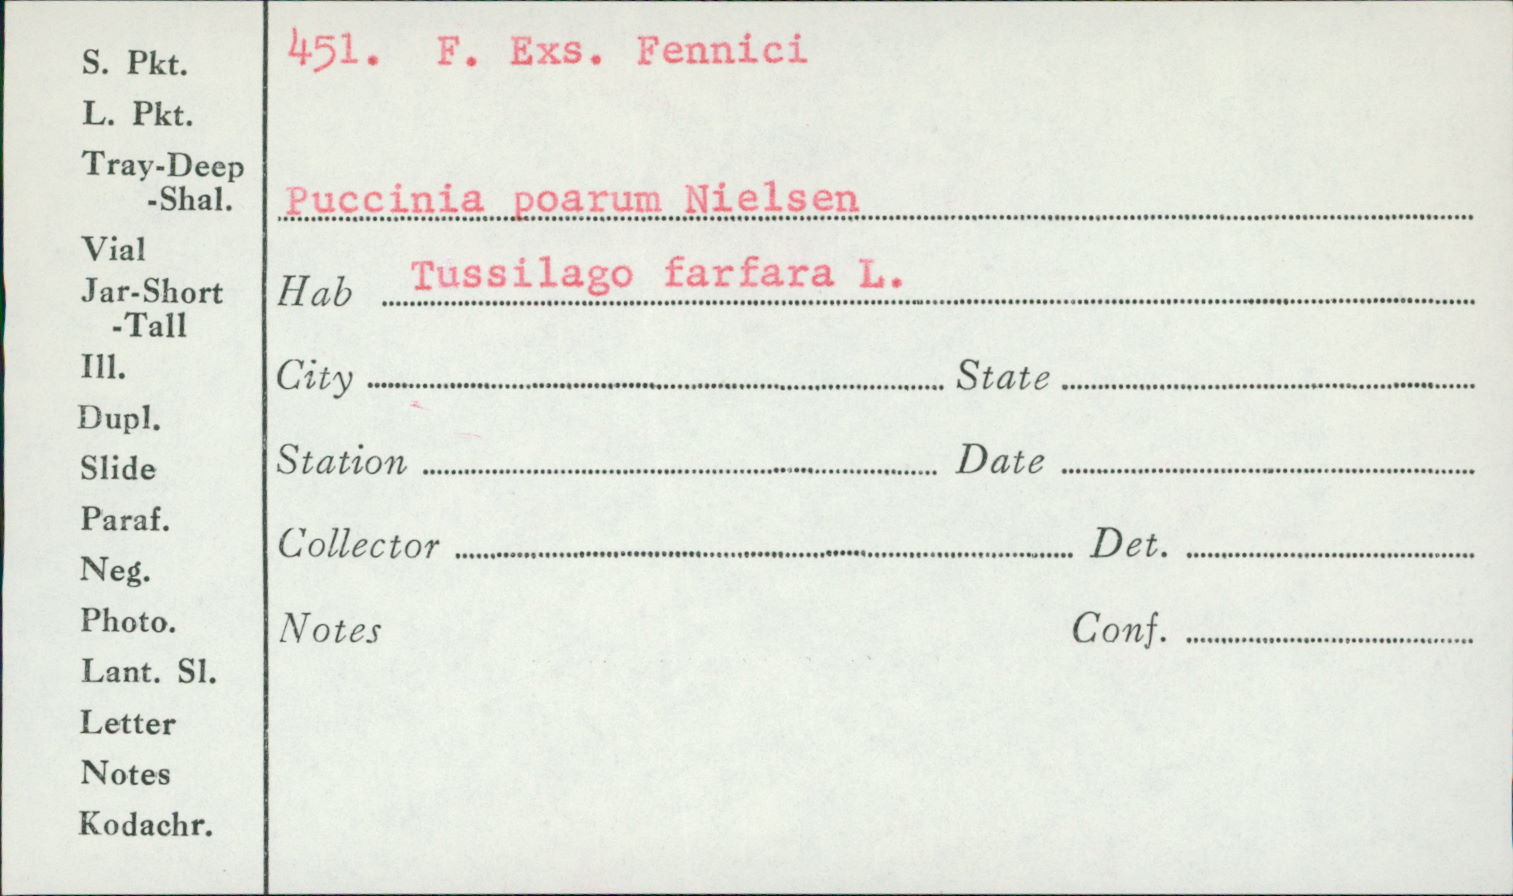 451. F. Exs. Fennici
Puccinia poarum Nielsen
Hab Tussilago farfara L.
City State
Station Date
Collector Det.
Notes Conf.
S. Pkt.
L. Pkt.
Tray-Deep
-Shal.
Vial
Jar-Short
-Tall
Ill.
Dupl.
Slide
Paraf.
Neg.
Photo.
Lant. Sl.
Letter
Notes
Kodachr.